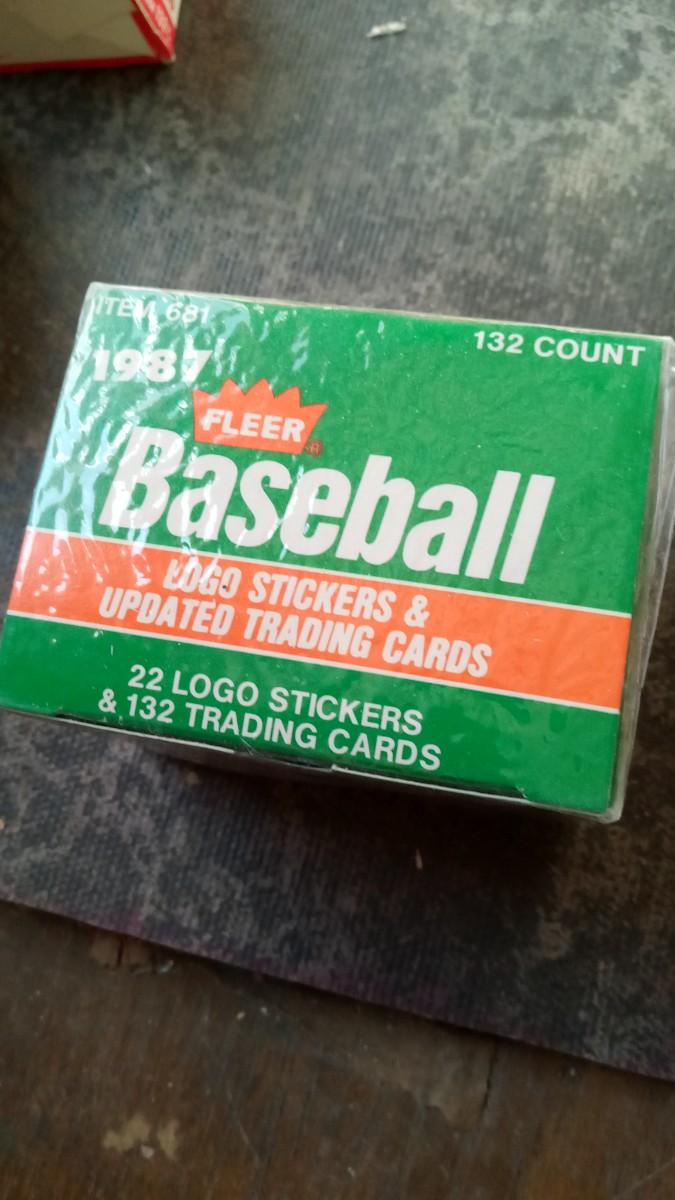 ITEM 681
132 COUNT
1987
FLEER®
Baseball
LOGO STICKERS &
UPDATED TRADING CARDS
22 LOGO STICKERS
& 132 TRADING CARDS